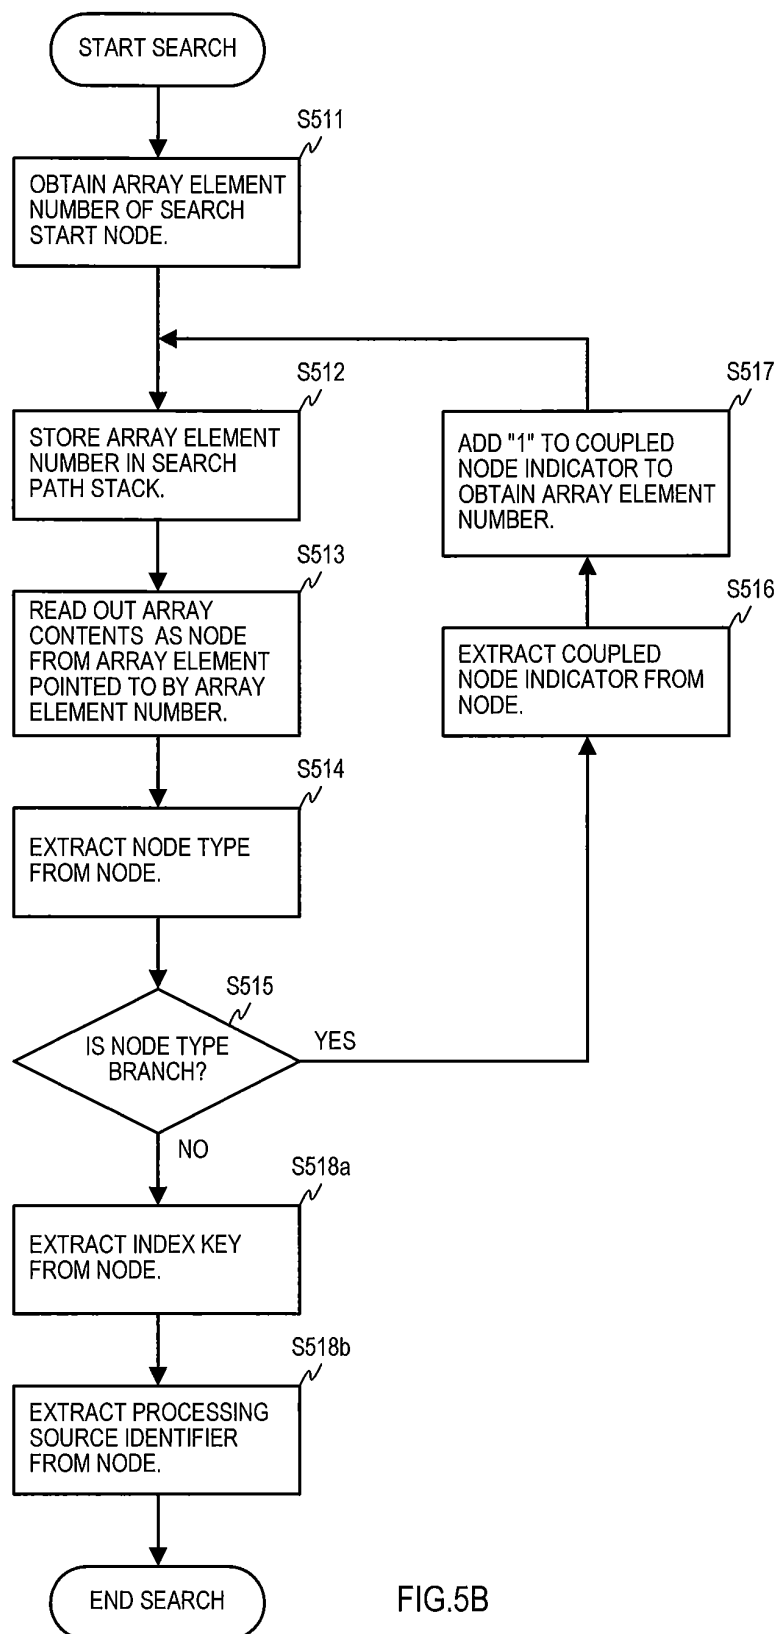 START SEARCH
S511
OBTAIN ARRAY ELEMENT
NUMBER OF SEARCH
START NODE.
S512
STORE ARRAY ELEMENT
NUMBER IN SEARCH
PATH STACK.
S513
READ OUT ARRAY
CONTENTS AS NODE
FROM ARRAY ELEMENT
POINTED TO BY ARRAY
ELEMENT NUMBER.
S514
EXTRACT NODE TYPE
FROM NODE.
S515
IS NODE TYPE
BRANCH?
YES
S516
EXTRACT COUPLED
NODE INDICATOR FROM
NODE.
S517
ADD "1" TO COUPLED
NODE INDICATOR TO
OBTAIN ARRAY ELEMENT
NUMBER.
NO
S518a
EXTRACT INDEX KEY
FROM NODE.
S518b
EXTRACT PROCESSING
SOURCE IDENTIFIER
FROM NODE.
END SEARCH
FIG.5B